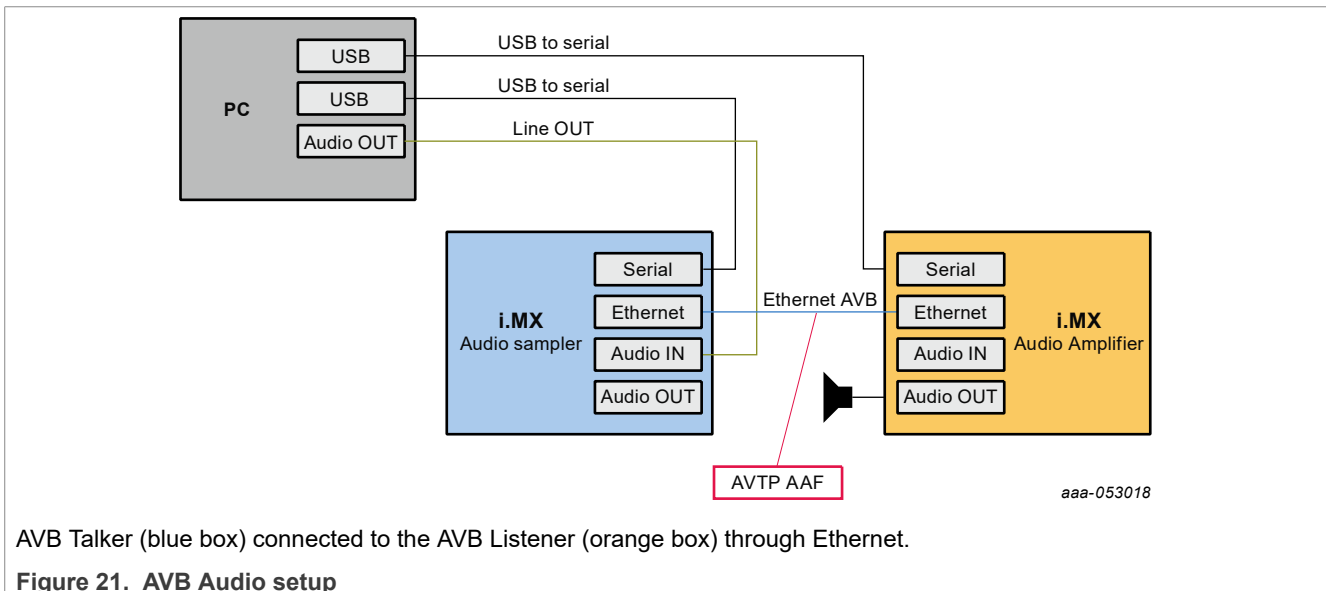 USB to serial
USB
USB to serial
PC
USB
Line OUT
Audio OUT
Serial
Serial
Ethernet AVB
Ethernet
Ethernet
i.MX
Audio sampler
i.MX
Audio Amplifier
Audio IN
Audio IN
Audio OUT
Audio OUT
AVTP AAF
aaa-053018
AVB Talker (blue box) connected to the AVB Listener (orange box) through Ethernet.
Figure 21. AVB Audio setup